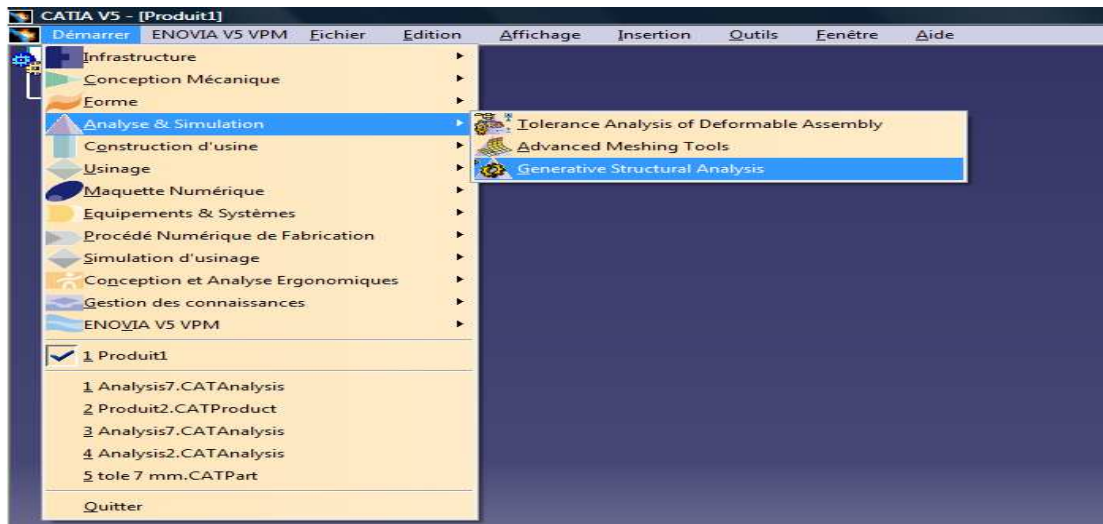 CATIA V5 - [Produit1]
Démarrer ENOVIA V5 VPM Fichier Edition Affichage Insertion Outils Fenêtre Aide
Infrastructure
Conception Mécanique
Forme
Analyse & Simulation
Tolerance Analysis of Deformable Assembly
Advanced Meshing Tools
Generative Structural Analysis
Construction d'usine
Usinage
Maquette Numérique
Equipements & Systèmes
Procédé Numérique de Fabrication
Simulation d'usinage
Conception et Analyse Ergonomiques
Gestion des connaissances
ENOVIA V5 VPM
1 Produit1
1 Analysis7.CATAnalysis
2 Produit2.CATProduct
3 Analysis7.CATAnalysis
4 Analysis2.CATAnalysis
5 tole 7 mm.CATPart
Quitter